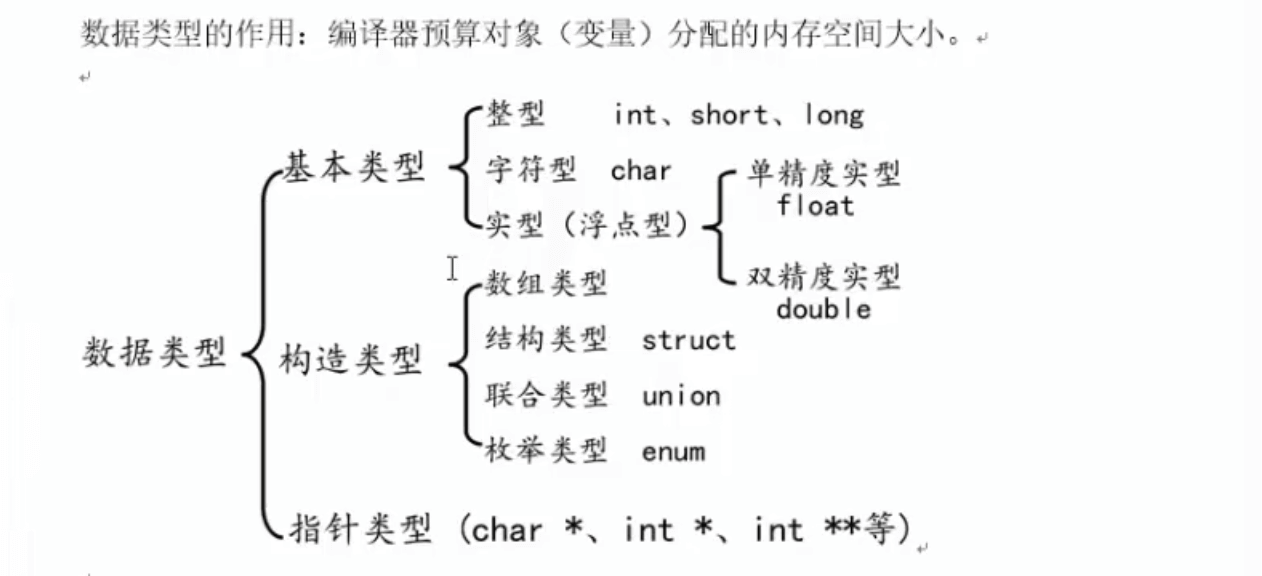 数据类型的作用：编译器预算对象（变量）分配的内存空间大小。
整型 int、short、long
基本类型
字符型 char
单精度实型
float
实型（浮点型）
双精度实型
double
数组类型
结构类型 struct
数据类型
构造类型
联合类型 union
枚举类型 enum
指针类型（char *、int *、int **等）